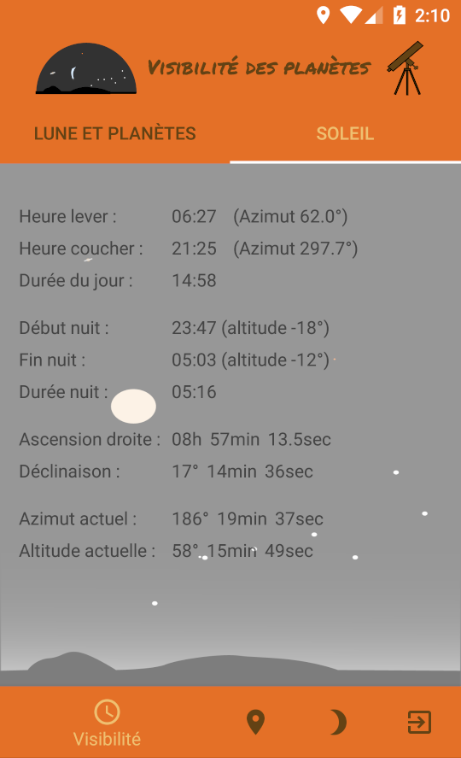 2:10
Visibilité des planètes
LUNE ET PLANÈTES SOLEIL
Heure lever : 06:27 (Azimut 62.0°)
Heure coucher : 21:25 (Azimut 297.7°)
Durée du jour : 14:58
Début nuit : 23:47 (altitude -18°)
Fin nuit : 05:03 (altitude -12°)
Durée nuit : 05:16
Ascension droite : 08h 57min 13.5sec
Déclinaison : 17° 14min 36sec
Azimut actuel : 186° 19min 37sec
Altitude actuelle : 58° 15min 49sec
Visibilité